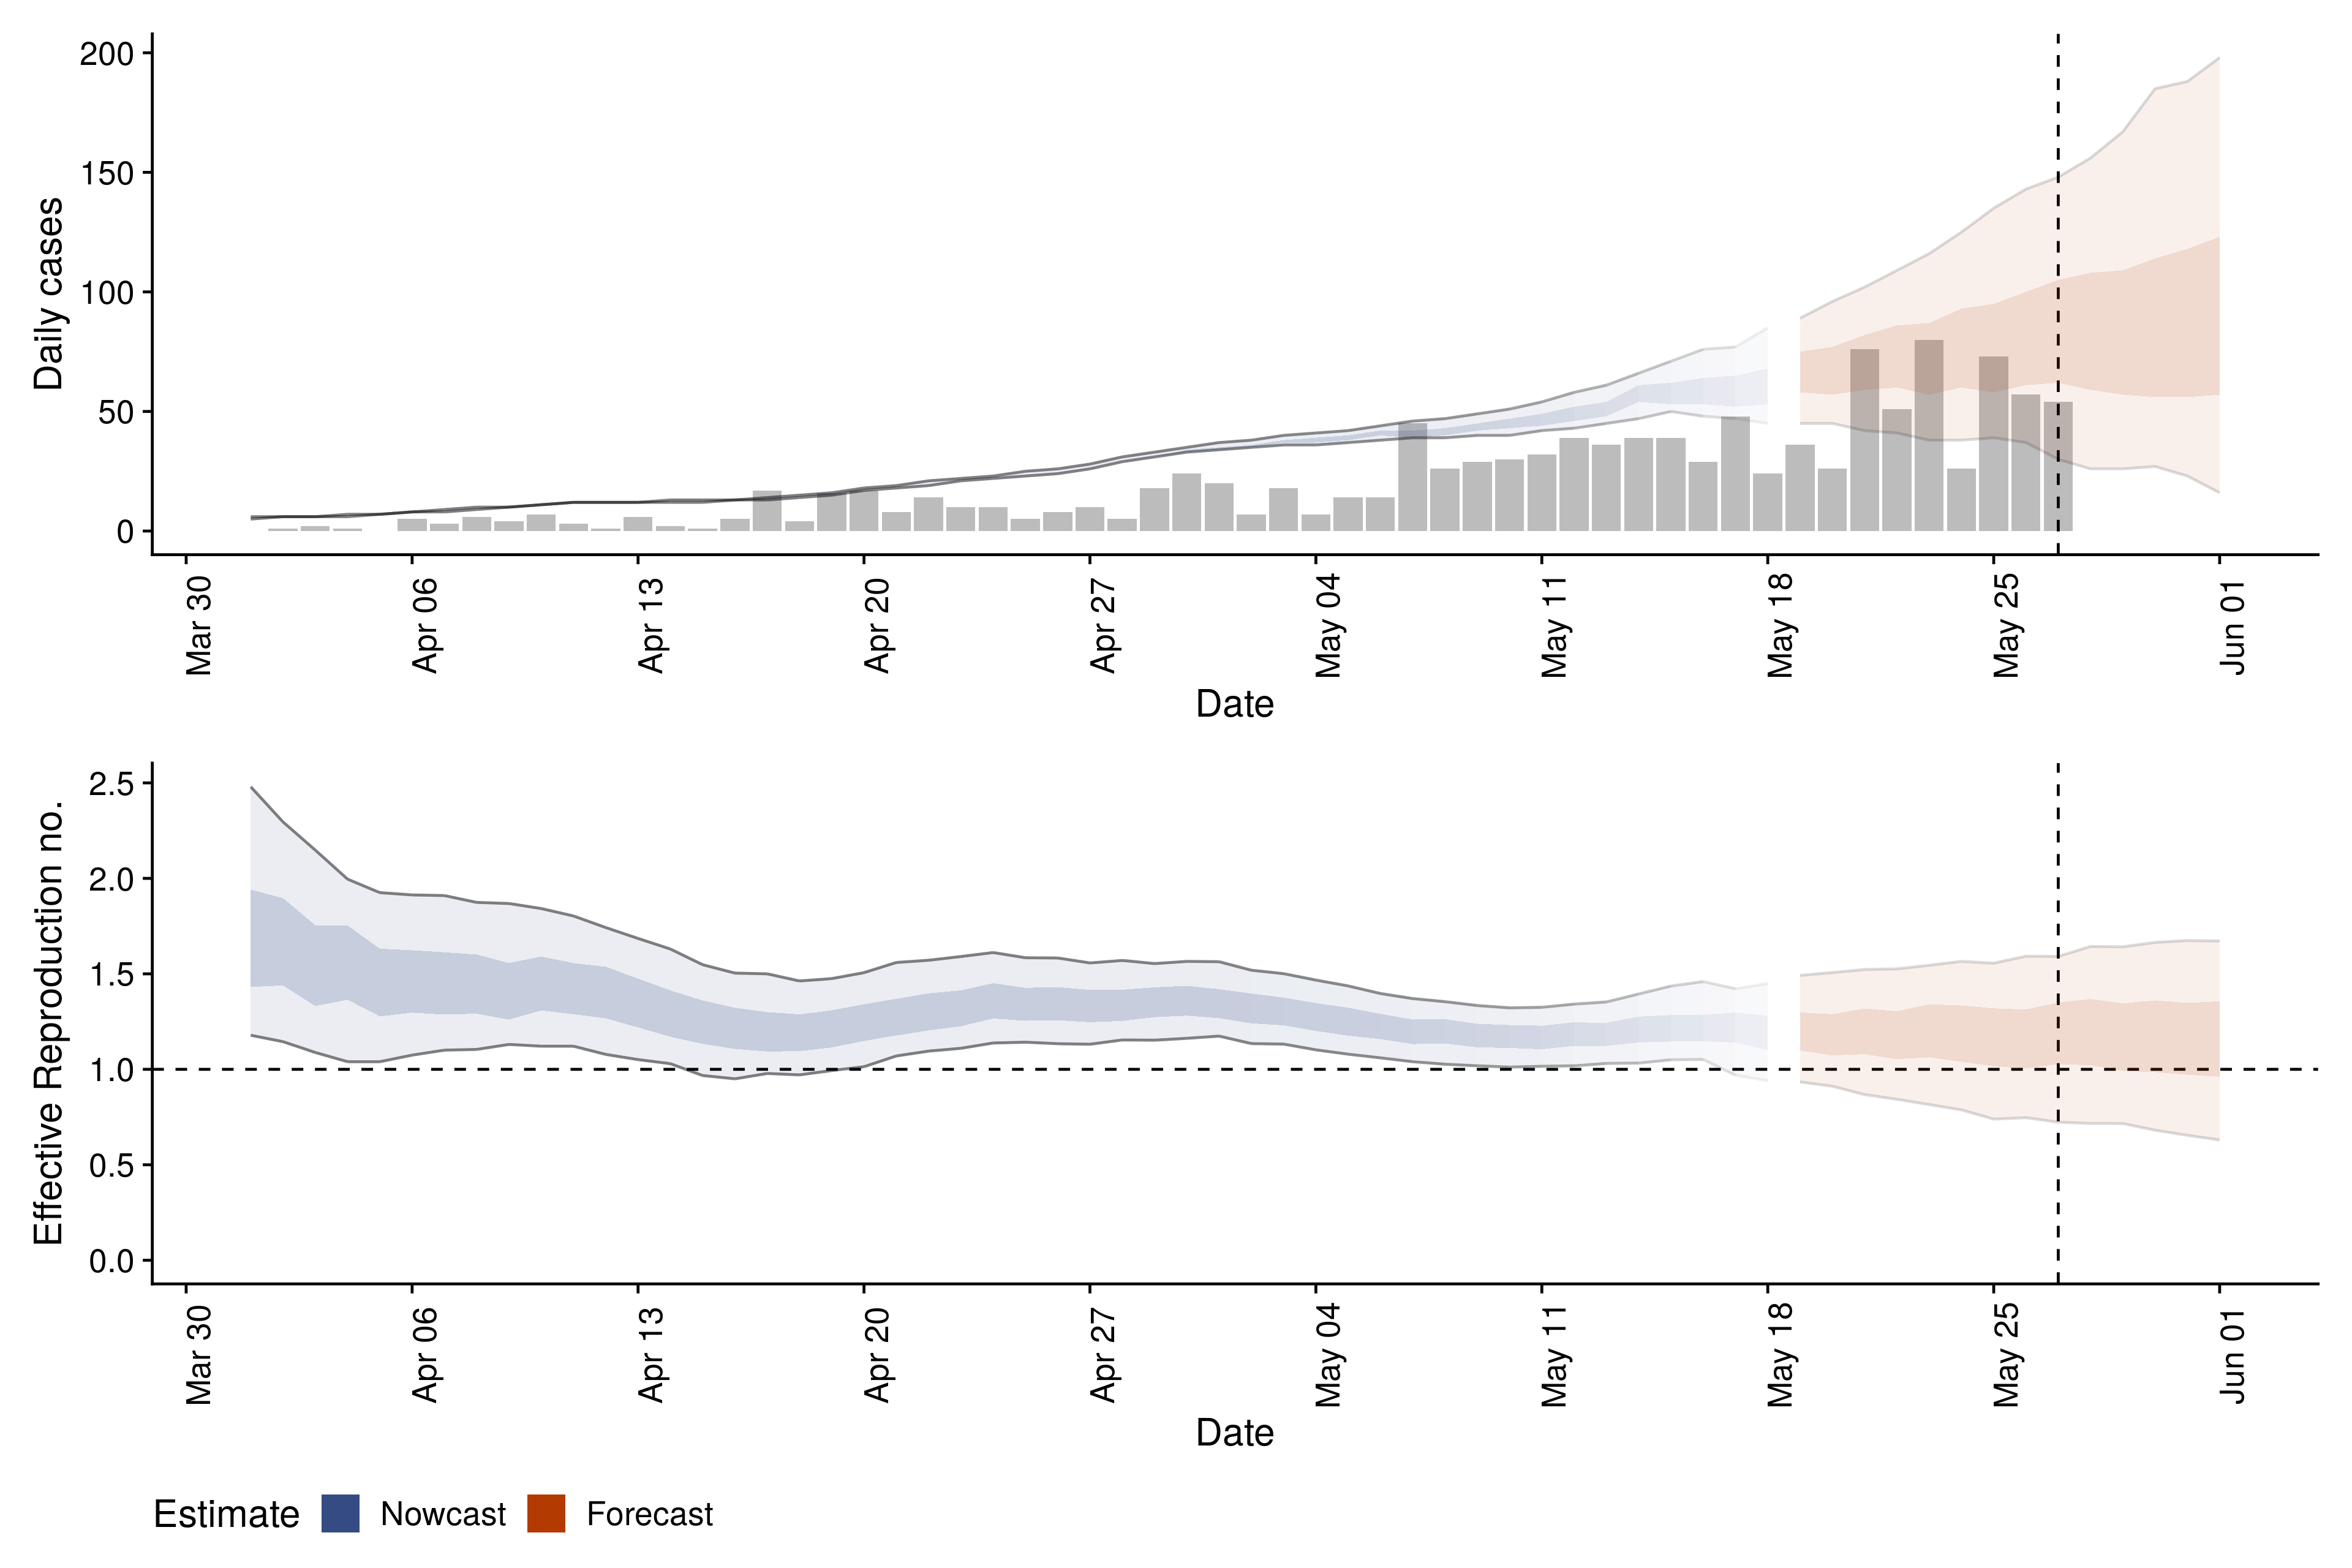 Daily cases
200
150
100
50
0
Mar 30
Apr 06
Apr 13
Apr 20
Apr 27
May 04
May 11
May 18
May 25
Jun 01
Date
Effective Reproduction no.
2.5
2.0
1.5
1.0
0.5
0.0
Mar 30
Apr 06
Apr 13
Apr 20
Apr 27
May 04
May 11
May 18
May 25
Jun 01
Date
Estimate Nowcast Forecast